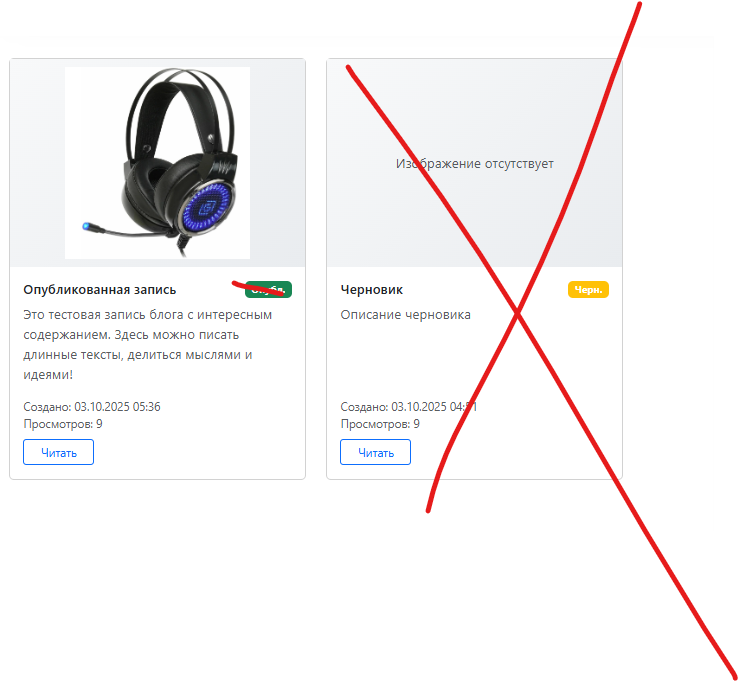 Изображение отсутствует
Опубликованная запись
Опубл.
Это тестовая запись блога с интересным
содержанием. Здесь можно писать
длинные тексты, делиться мыслями и
идеями!
Создано: 03.10.2025 05:36
Просмотров: 9
Читать
Черновик
Черн.
Описание черновика
Создано: 03.10.2025 04:51
Просмотров: 9
Читать